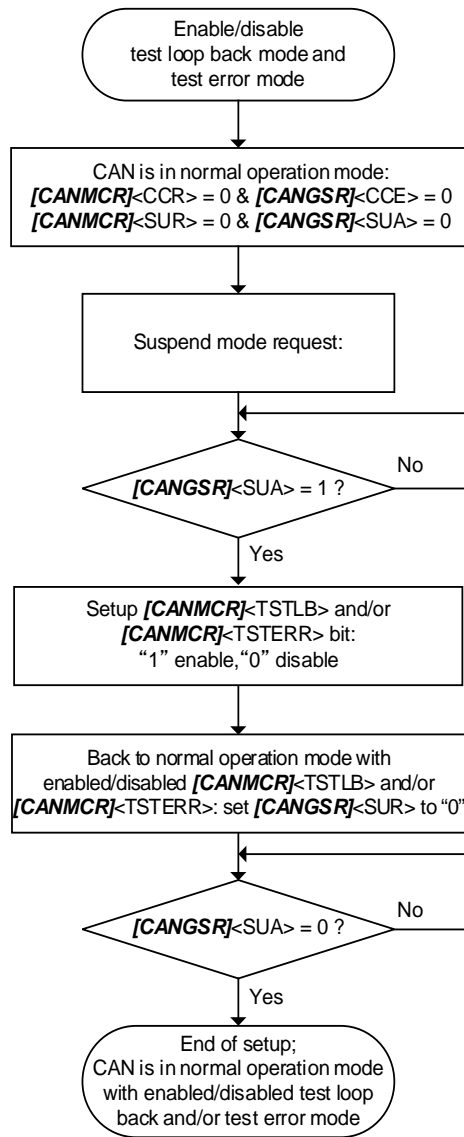 Enable/disable
test loop back mode and
test error mode
CAN is in normal operation mode:
[CANMCR]<CCR> = 0 & [CANGSR]<CCE> = 0
[CANMCR]<SUR> = 0 & [CANGSR]<SUA> = 0
Suspend mode request:
[CANGSR]<SUA> = 1 ?
No
Yes
Setup [CANMCR]<TSTLB> and/or
[CANMCR]<TSTERR> bit:
“1” enable,“0” disable
Back to normal operation mode with
enabled/disabled [CANMCR]<TSTLB> and/or
[CANMCR]<TSTERR>: set [CANGSR]<SUR> to “0”
[CANGSR]<SUA> = 0 ?
No
Yes
End of setup;
CAN is in normal operation mode
with enabled/disabled test loop
back and/or test error mode